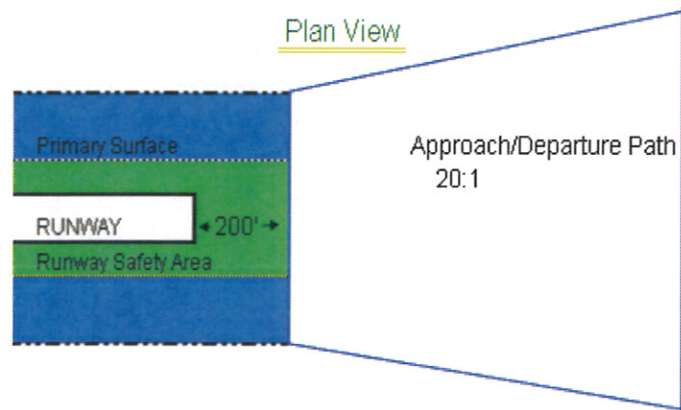 Plan View
Primary Surface
Approach/Departure Path
20:1
RUNWAY
200'
Runway Safety Area